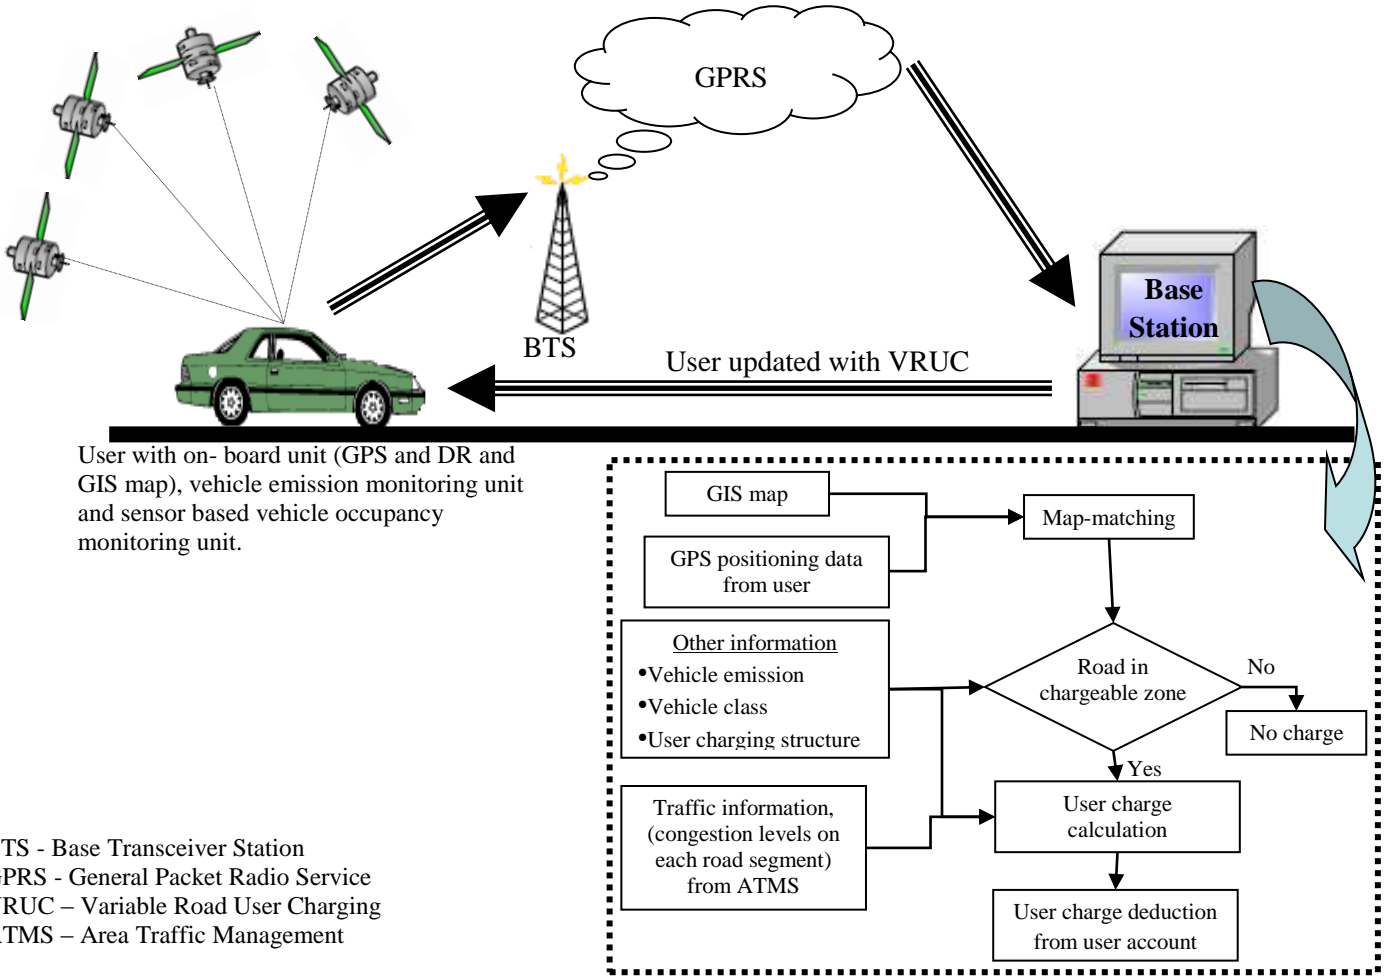 GPRS
BTS
Base
Station
User updated with VRUC
User with on- board unit (GPS and DR and
GIS map), vehicle emission monitoring unit
and sensor based vehicle occupancy
monitoring unit.
GIS map
Map-matching
GPS positioning data
from user
Other information
•Vehicle emission
•Vehicle class
•User charging structure
Road in
chargeable zone
No
No charge
Yes
Traffic information,
(congestion levels on
each road segment)
from ATMS
User charge
calculation
User charge deduction
from user account
TS - Base Transceiver Station
GPRS - General Packet Radio Service
VRUC – Variable Road User Charging
ATMS – Area Traffic Management